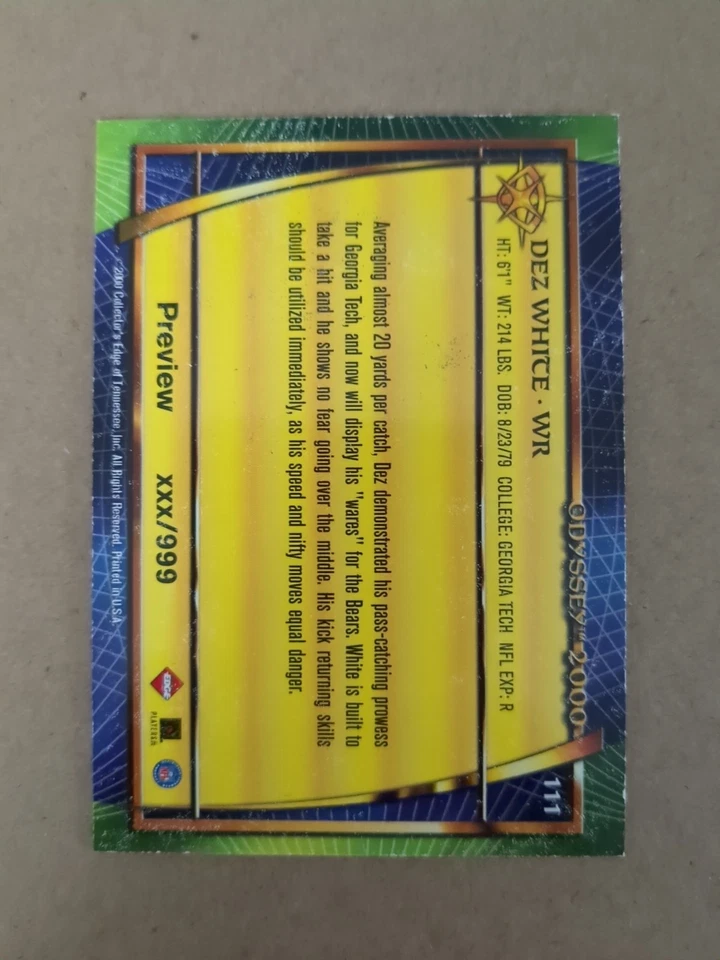 ODYSSEY™ 2000
111
DEZ WHITE · WR
HT: 6'1" WT: 214 LBS. DOB: 8/23/79 COLLEGE: GEORGIA TECH NFL EXP: R
Averaging almost 20 yards per catch, Dez demonstrated his pass-catching prowess
for Georgia Tech, and now will display his "wares" for the Bears. White is built to
take a hit and he shows no fear going over the middle. His kick returning skills
should be utilized immediately, as his speed and nifty moves equal danger.
Preview xxx/999
EDGE
PLAYERS
©2000 Collector's Edge of Tennessee, Inc. All Rights Reserved. Printed in U.S.A.